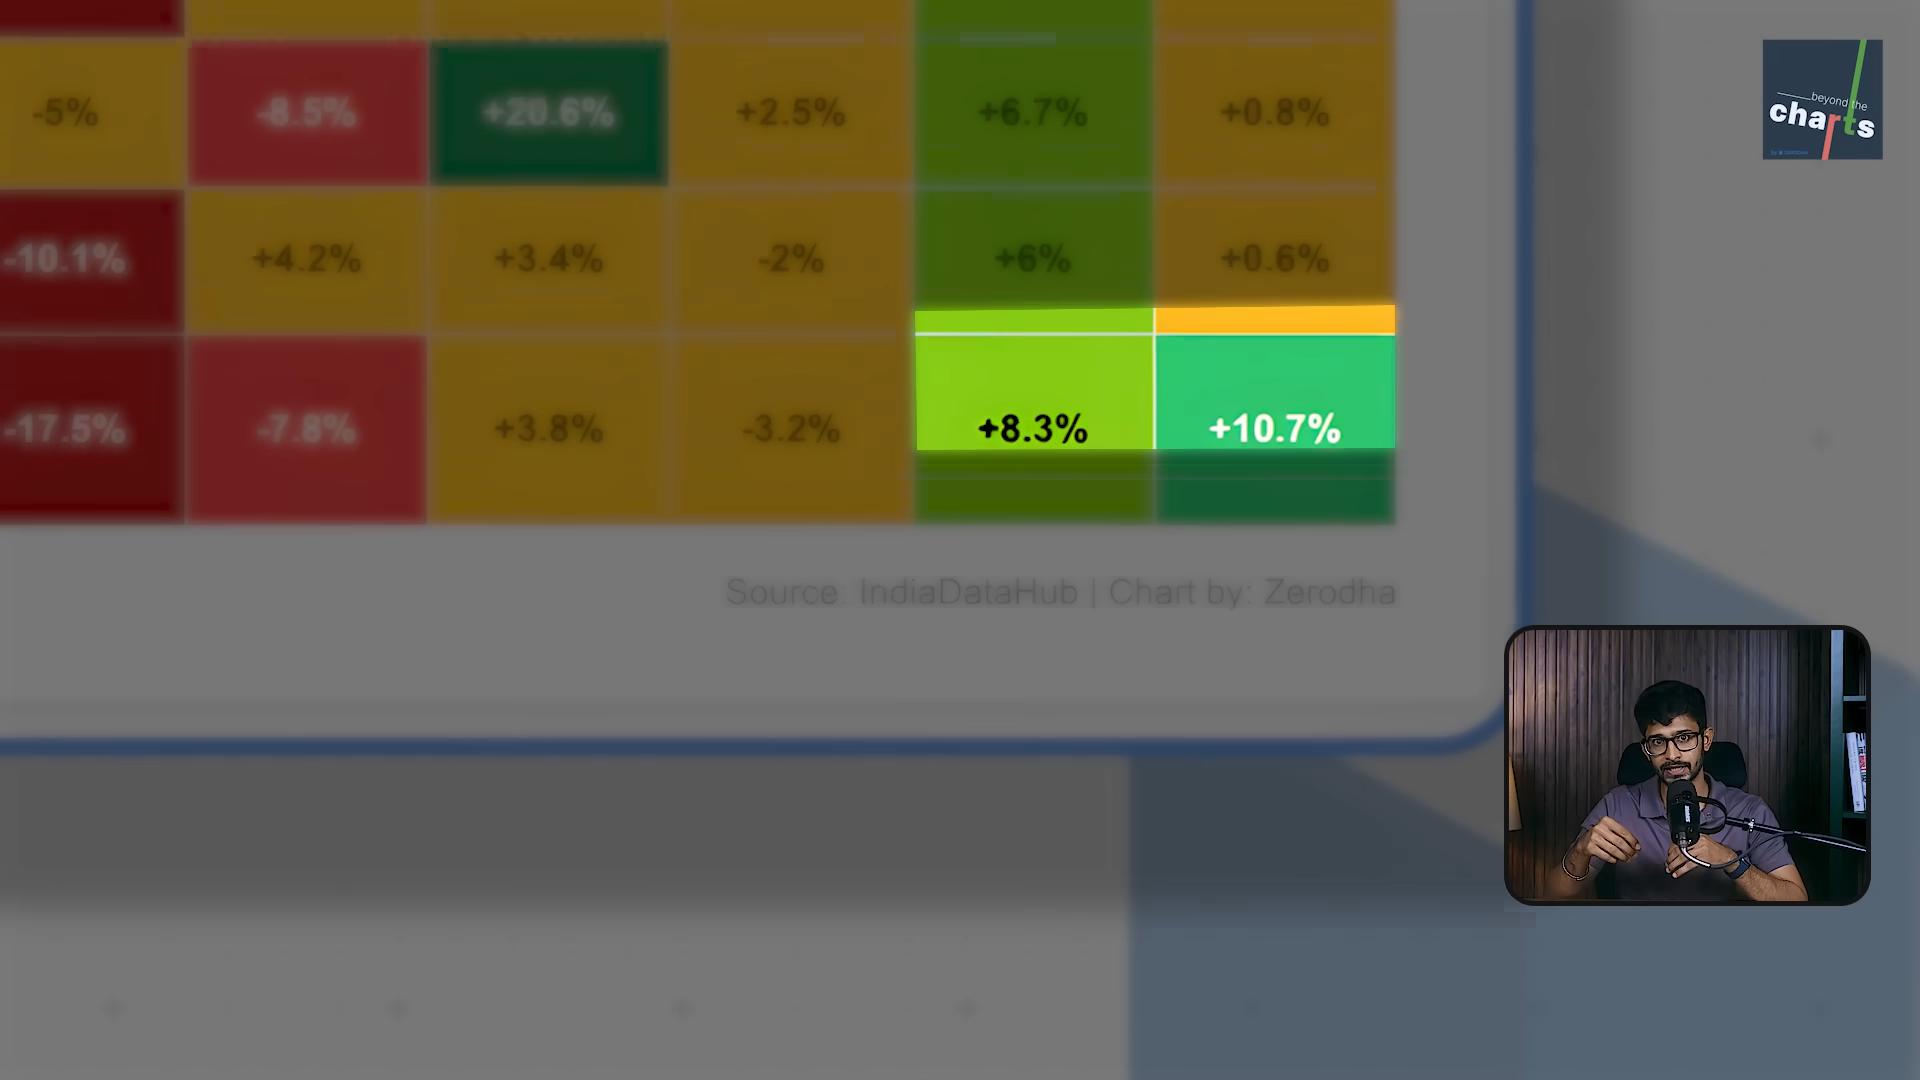 -5% -8.5% +20.6% +2.5% +6.7% +0.8%
-10.1% +4.2% +3.4% -2% +6% +0.6%
-17.5% -7.8% +3.8% -3.2% +8.3% +10.7%
Source: IndiaDataHub | Chart by: Zerodha
beyond the
charts